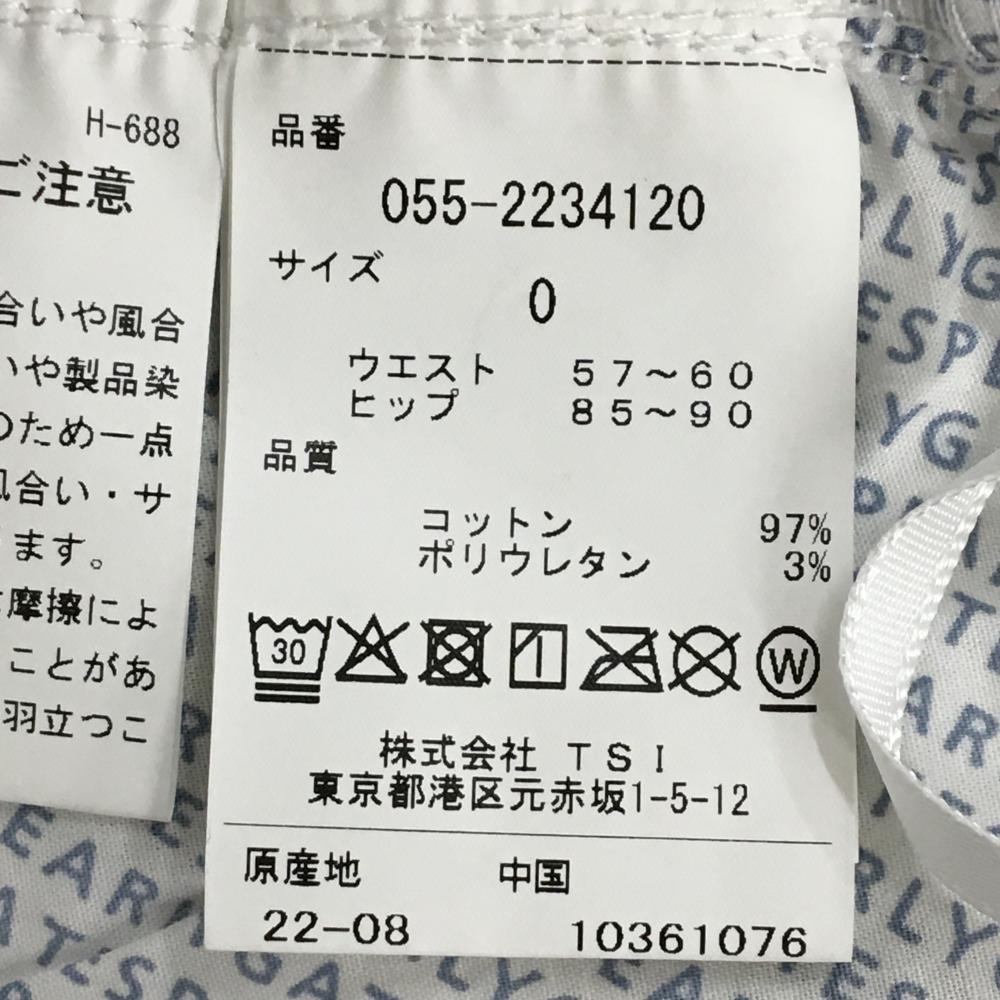 H-688
ご注意
合いや風合
いや製品染
のため一点
風合い・サ
ます。
摩擦によ
ことがあ
羽立つこ
品番
055-2234120
サイズ
0
ウエスト 57～60
ヒップ 85～90
品質
コットン 97%
ポリウレタン 3%
30
W
株式会社 TSI
東京都港区元赤坂1-5-12
原産地 中国
22-08 10361076